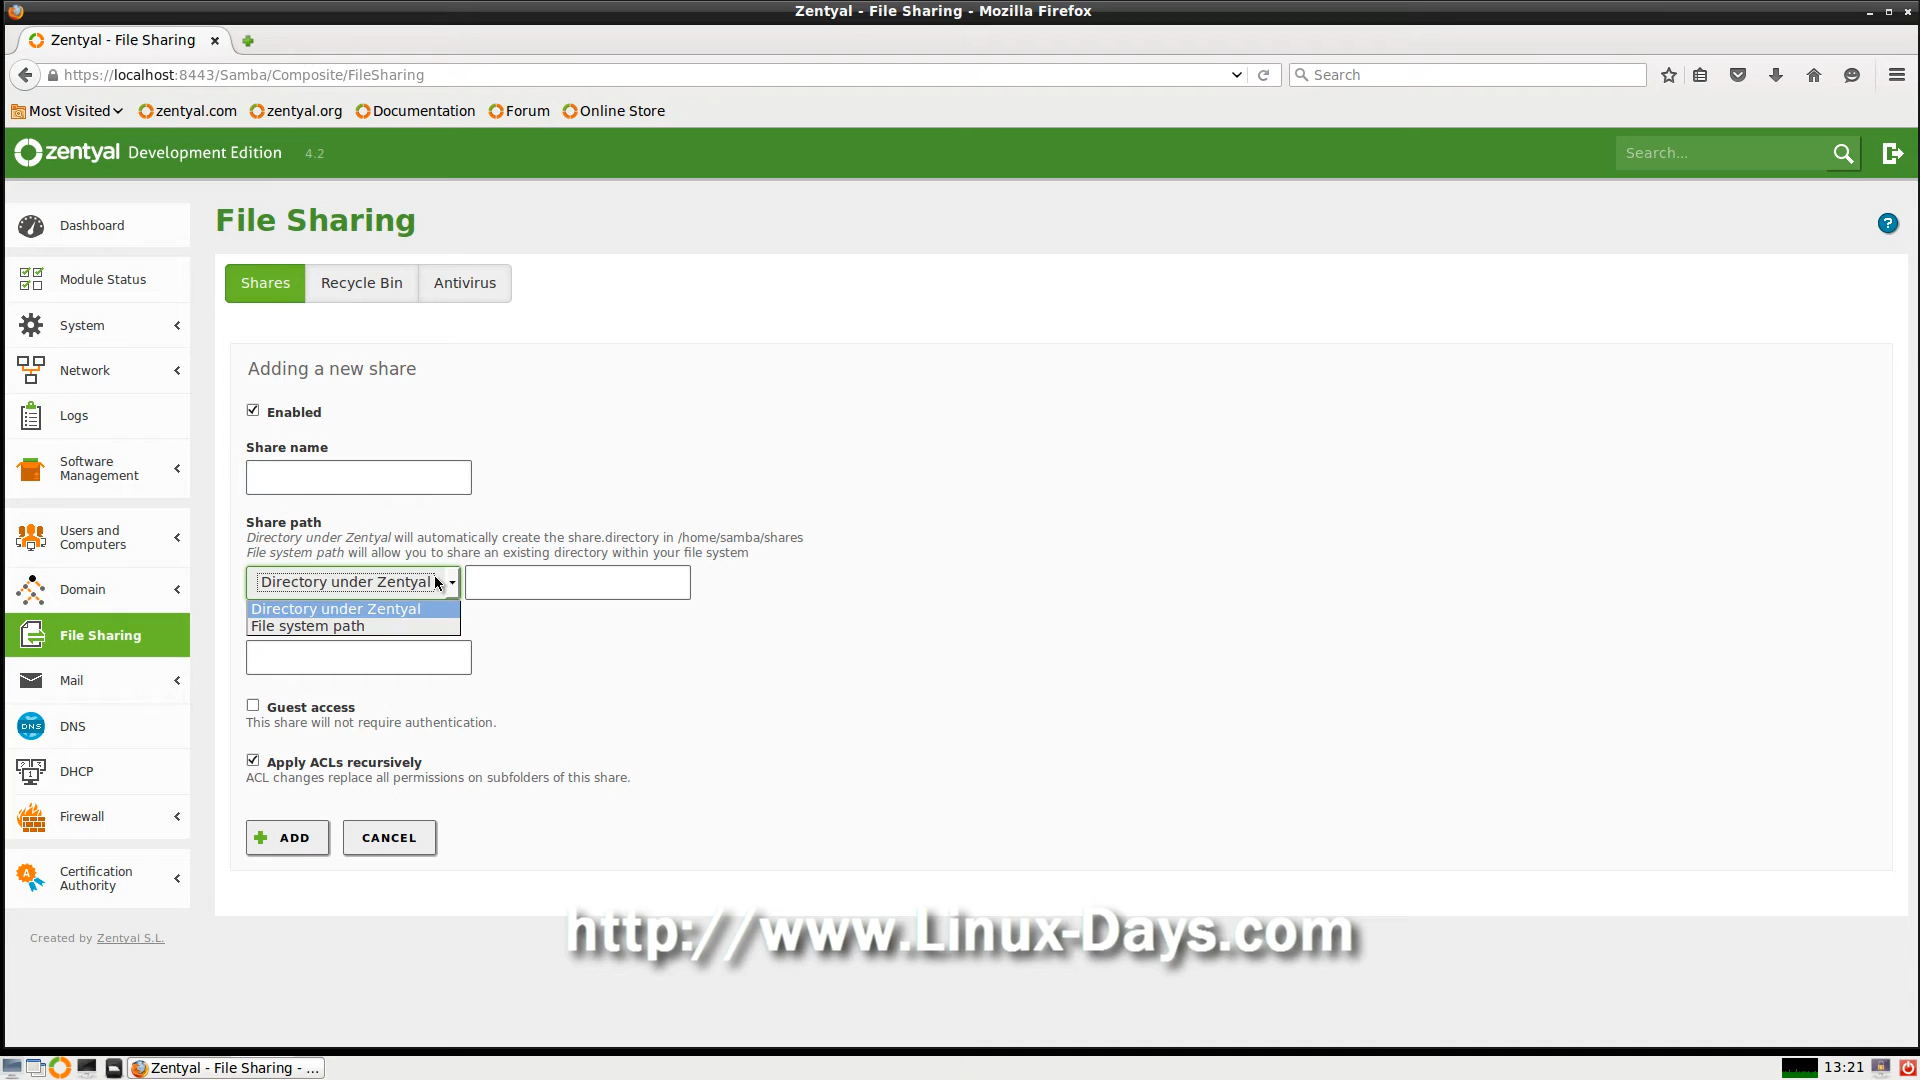 Zentyal - File Sharing - Mozilla Firefox
Zentyal - File Sharing
https://localhost:8443/Samba/Composite/FileSharing
Search
Most Visited
zentyal.com
zentyal.org
Documentation
Forum
Online Store
zentyal Development Edition 4.2
Search...
Dashboard
Module Status
System
Network
Logs
Software
Management
Users and
Computers
Domain
File Sharing
Mail
DNS
DNS
DHCP
Firewall
Certification
Authority
Created by Zentyal S.L.
File Sharing
?
Shares
Recycle Bin
Antivirus
Adding a new share
Enabled
Share name
Share path
Directory under Zentyal will automatically create the share.directory in /home/samba/shares
File system path will allow you to share an existing directory within your file system
Directory under Zentyal
Directory under Zentyal
File system path
Guest access
This share will not require authentication.
Apply ACLs recursively
ACL changes replace all permissions on subfolders of this share.
ADD
CANCEL
http://www.Linux-Days.com
Zentyal - File Sharing - ...
13:21